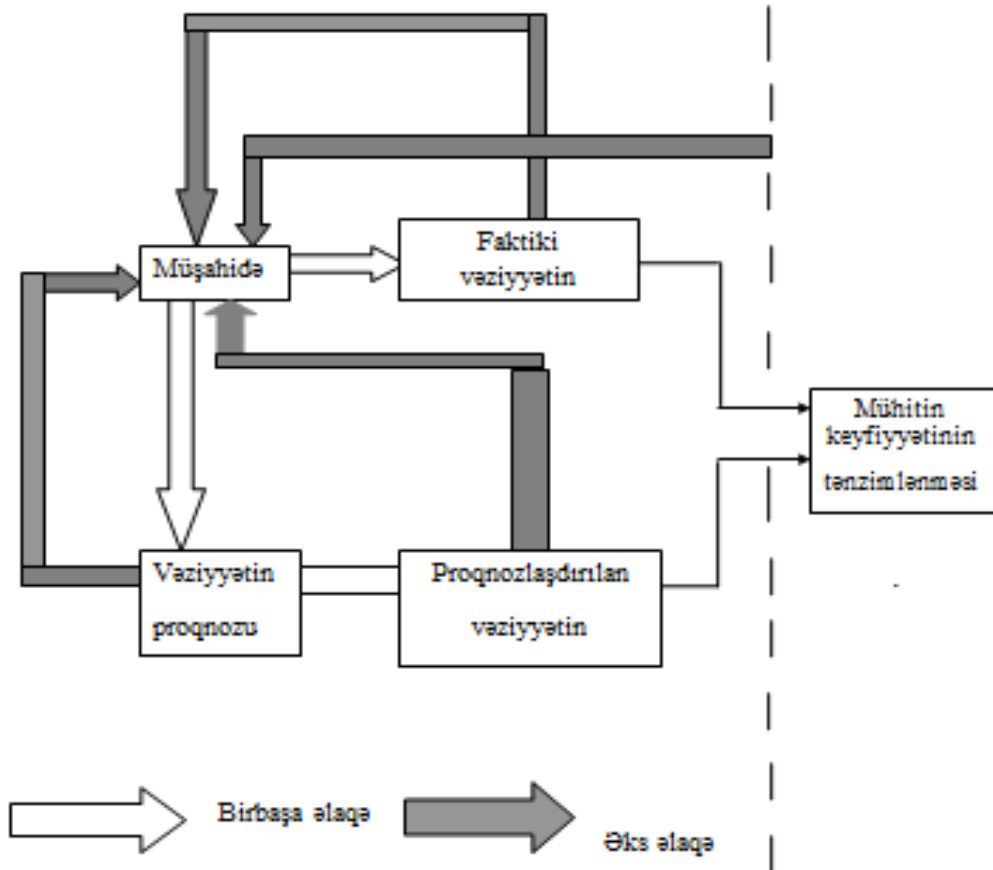 Faktiki
vəziyyətin
Müşahidə
Mühitin
keyfiyyətinin
tənzimlənməsi
Vəziyyətin
proqnozu
Proqnozlaşdırılan
vəziyyətin
Birbaşa əlaqə
Əks əlaqə